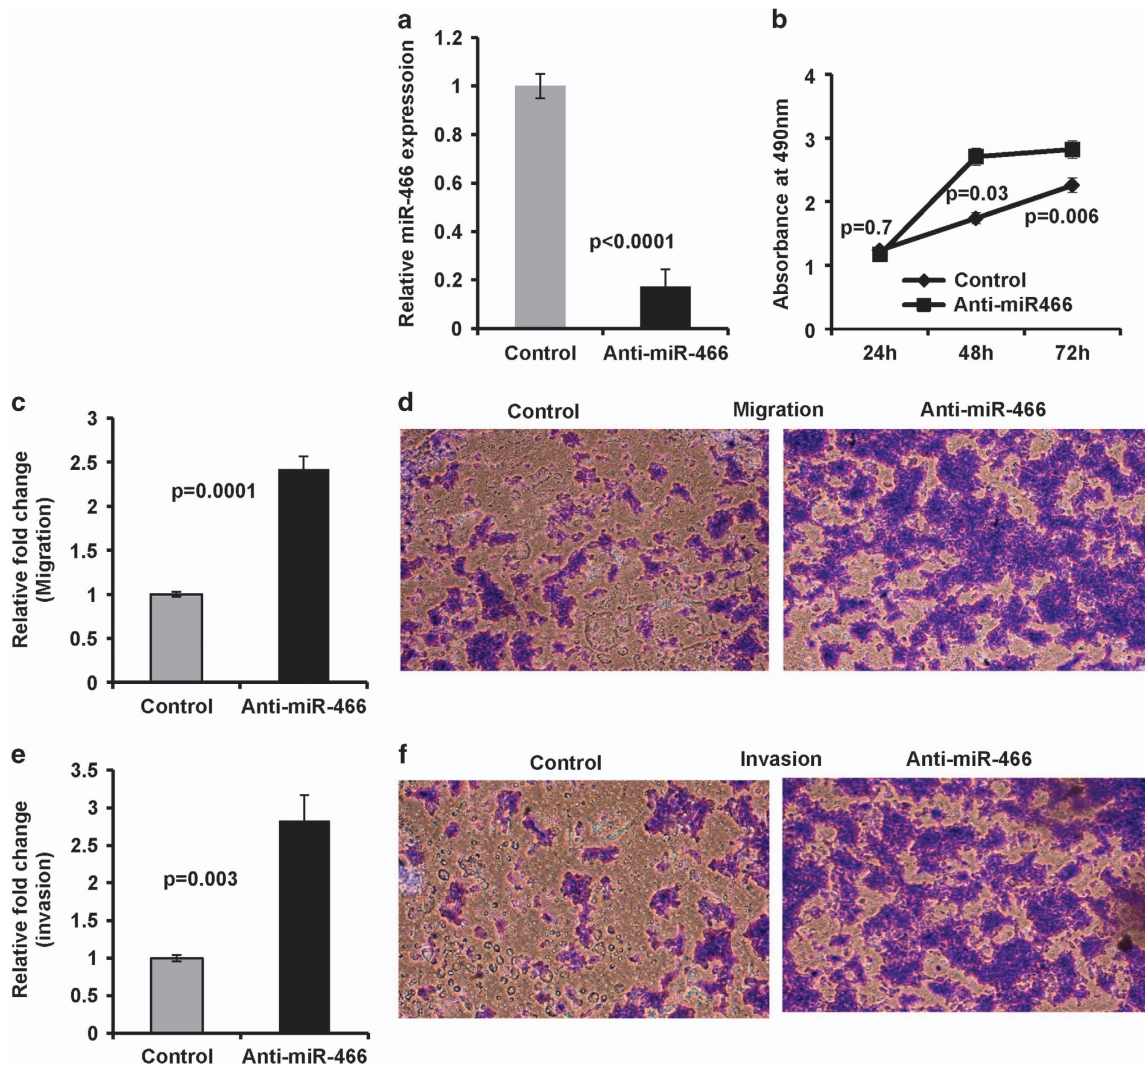 a
Relative miR-466 expressoion
1.2
1
0.8
0.6
0.4
0.2
0
p<0.0001
Control
Anti-miR-466
b
Absorbance at 490nm
4
3
2
1
0
p=0.7
p=0.03
p=0.006
Control
Anti-miR466
24h
48h
72h
c
Relative fold change
(Migration)
3
2.5
2
1.5
1
0.5
0
p=0.0001
Control
Anti-miR-466
d
Control
Migration
Anti-miR-466
e
Relative fold change
(invasion)
3.5
3
2.5
2
1.5
1
0.5
0
p=0.003
Control
Anti-miR-466
f
Control
Invasion
Anti-miR-466